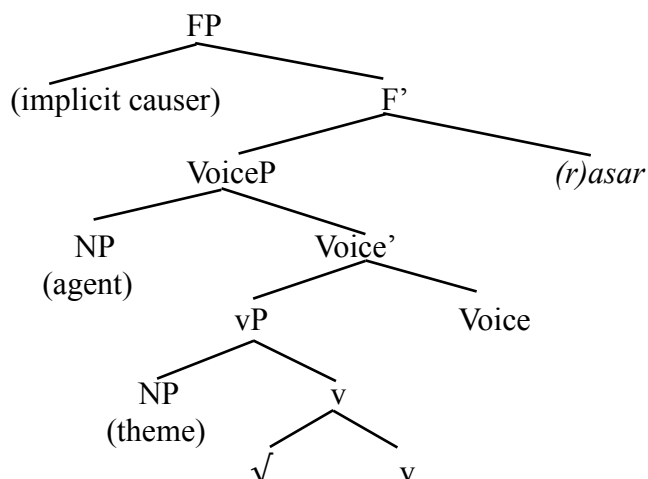 FP
(implicit causer) F’
VoiceP (r)asar
NP Voice’
(agent)
vP Voice
NP v
(theme)
√ v